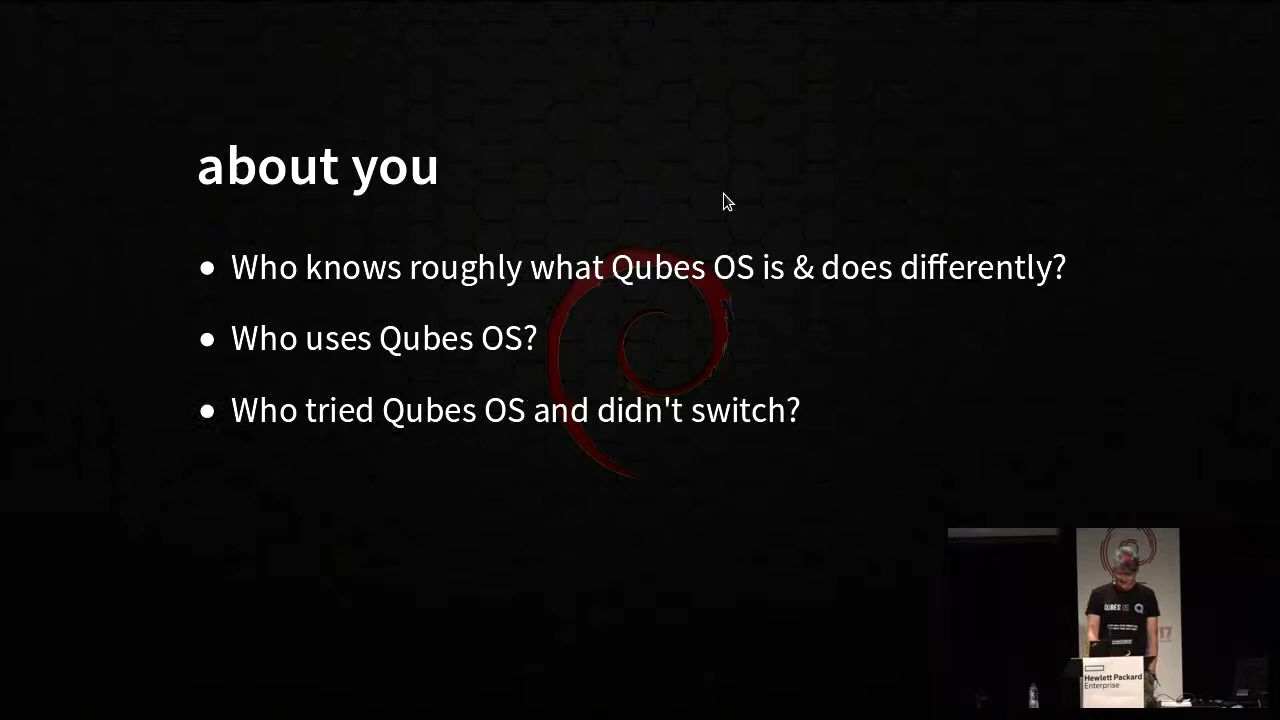 about you
• Who knows roughly what Qubes OS is & does differently?
• Who uses Qubes OS?
• Who tried Qubes OS and didn't switch?
QUBES OS
17
Hewlett Packard
Enterprise